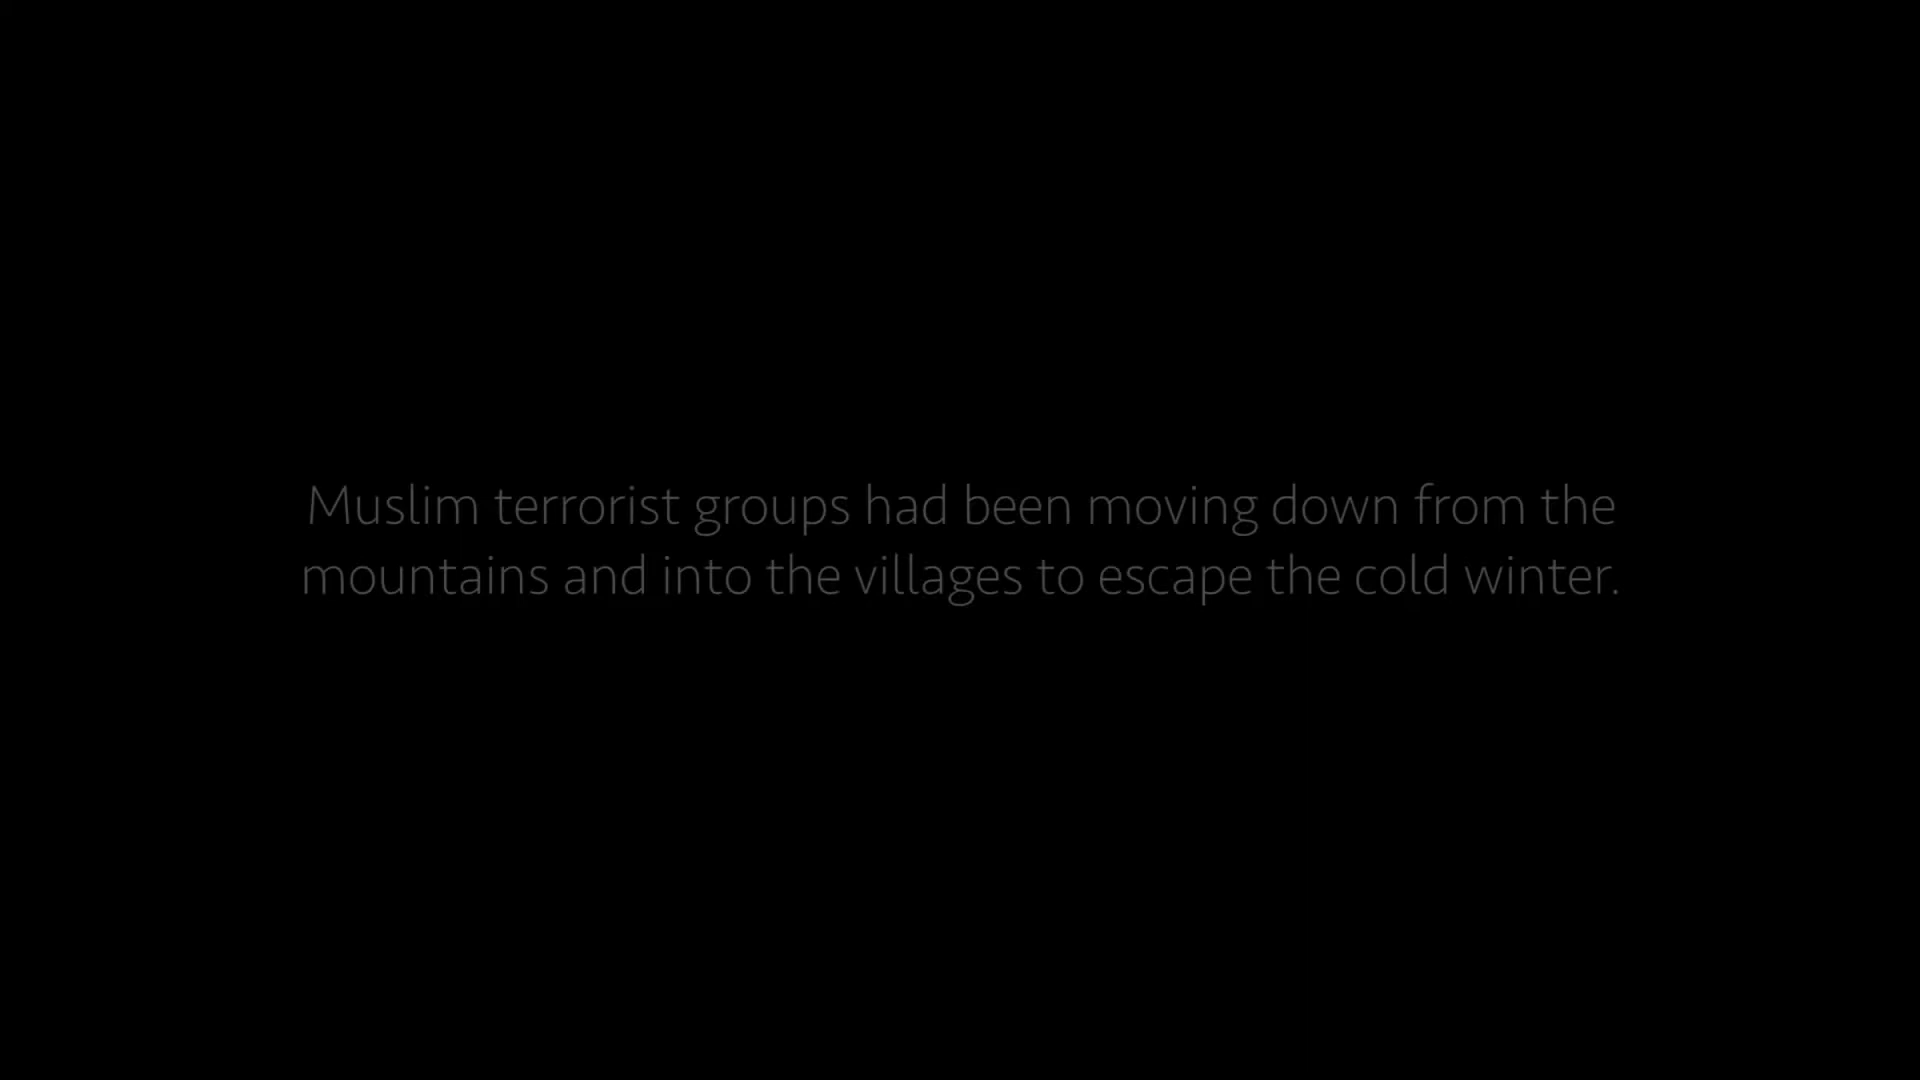 Muslim terrorist groups had been moving down from the
mountains and into the villages to escape the cold winter.